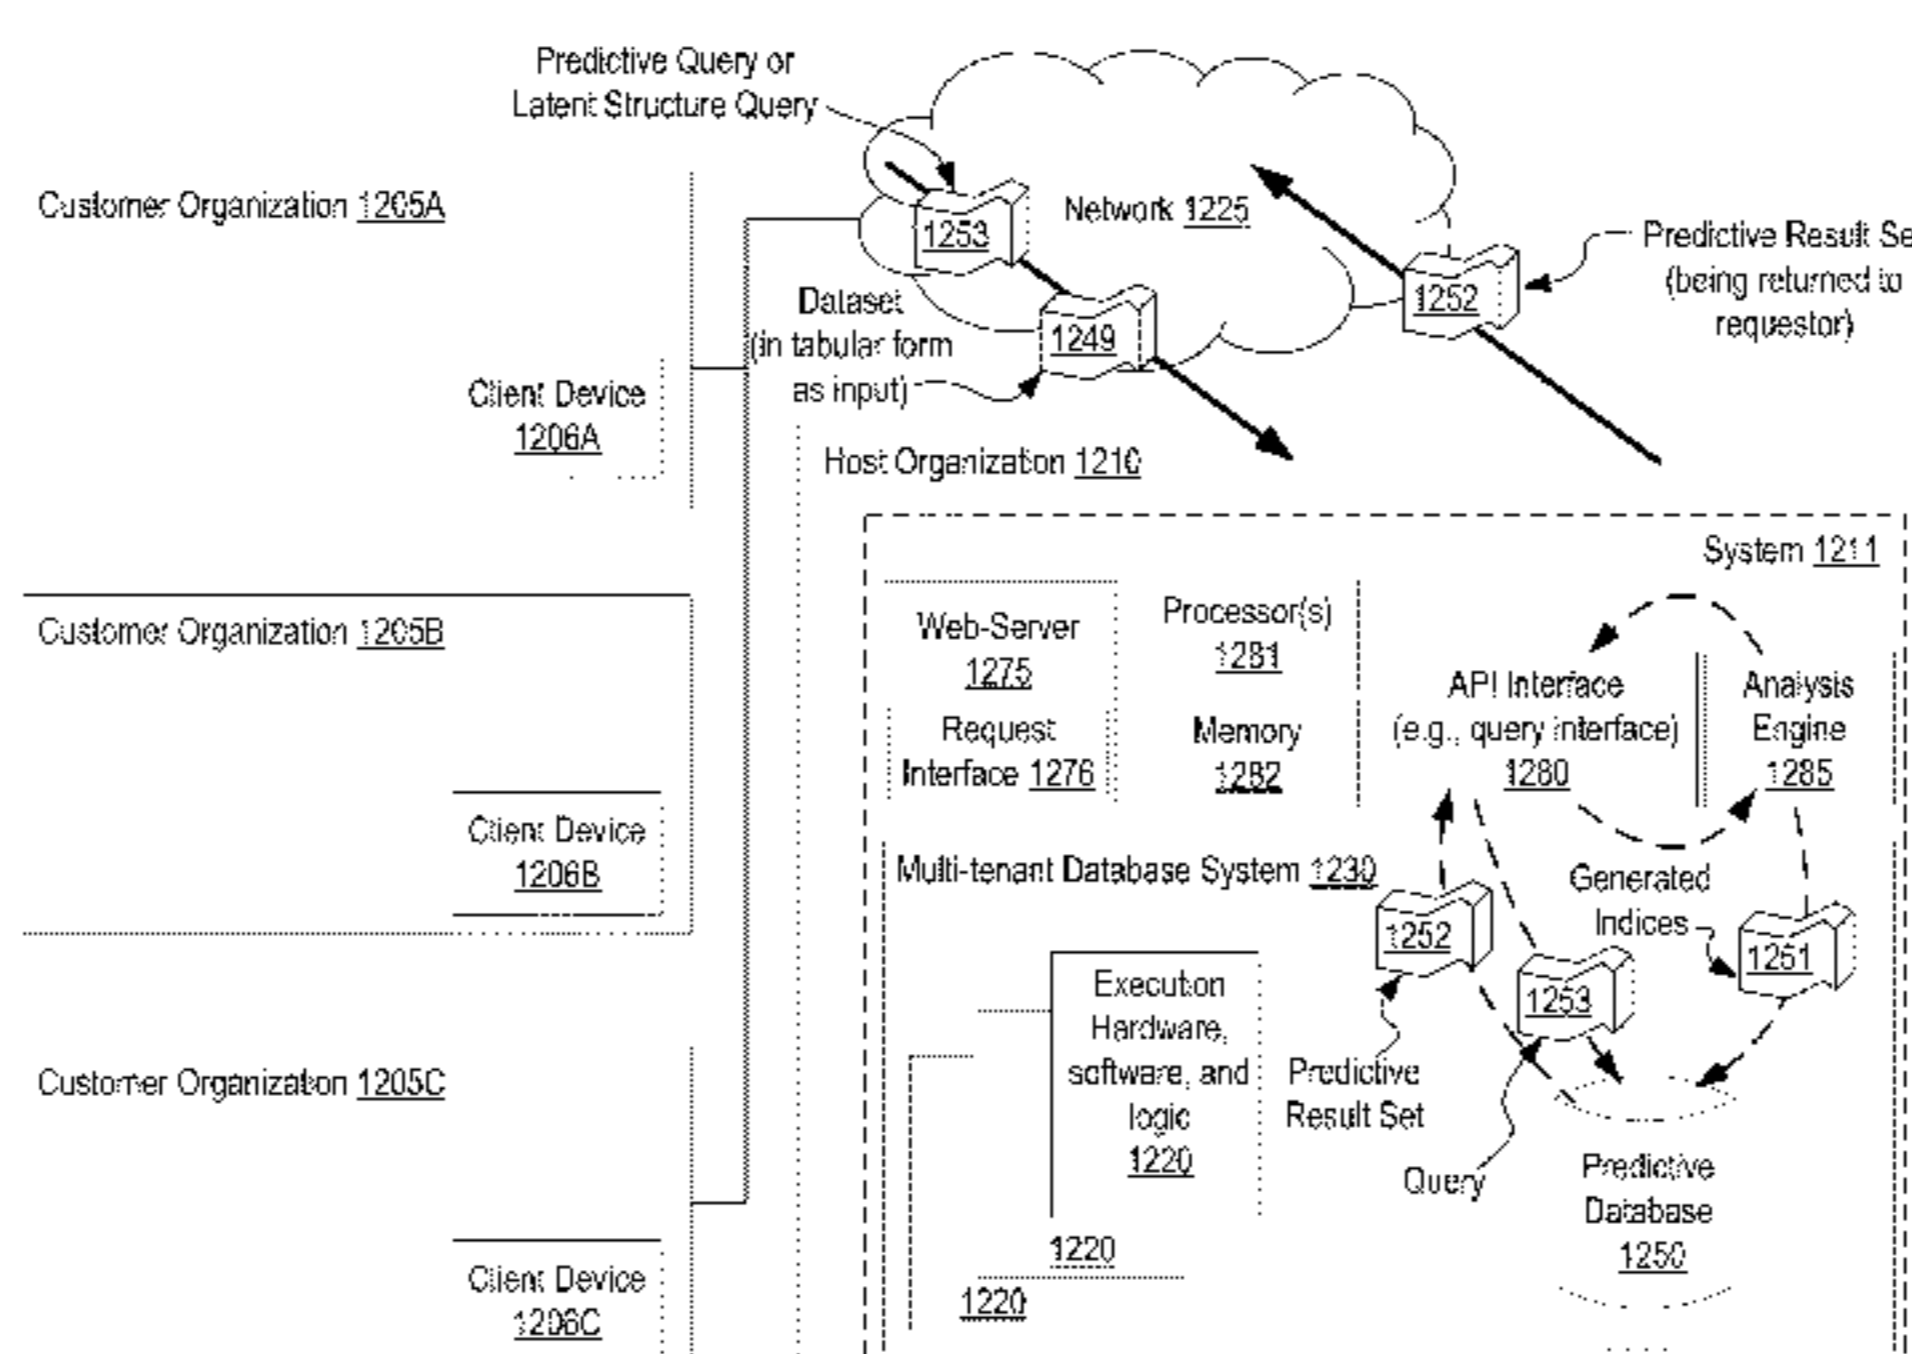 Predictive Query or
Latent Structure Query
Customer Organization 1205A
1253
Network 1225
Predictive Result Se
(being returned to
requestor)
1252
Dataset
(in tabular form
as input)
1249
Client Device
1206A
Host Organization 1210
System 1211
Customer Organization 1205B
Web-Server
1275
Request
Interface 1276
Processor(s)
1281
Memory
1282
API Interface
(e.g., query interface)
1280
Analysis
Engine
1285
Client Device
1206B
Multi-tenant Database System 1230
Generated
Indices
1252
1253
1251
Execution
Hardware,
software, and
logic
1220
1220
1220
Predictive
Result Set
Query
Predictive
Database
1250
Customer Organization 1205C
Client Device
1206C